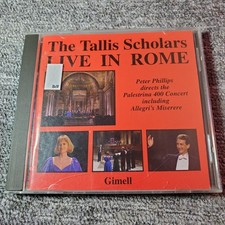 The Tallis Scholars
LIVE IN ROME
Peter Phillips
directs the
Palestrina 400 Concert
including
Allegri's Miserere
Gimell